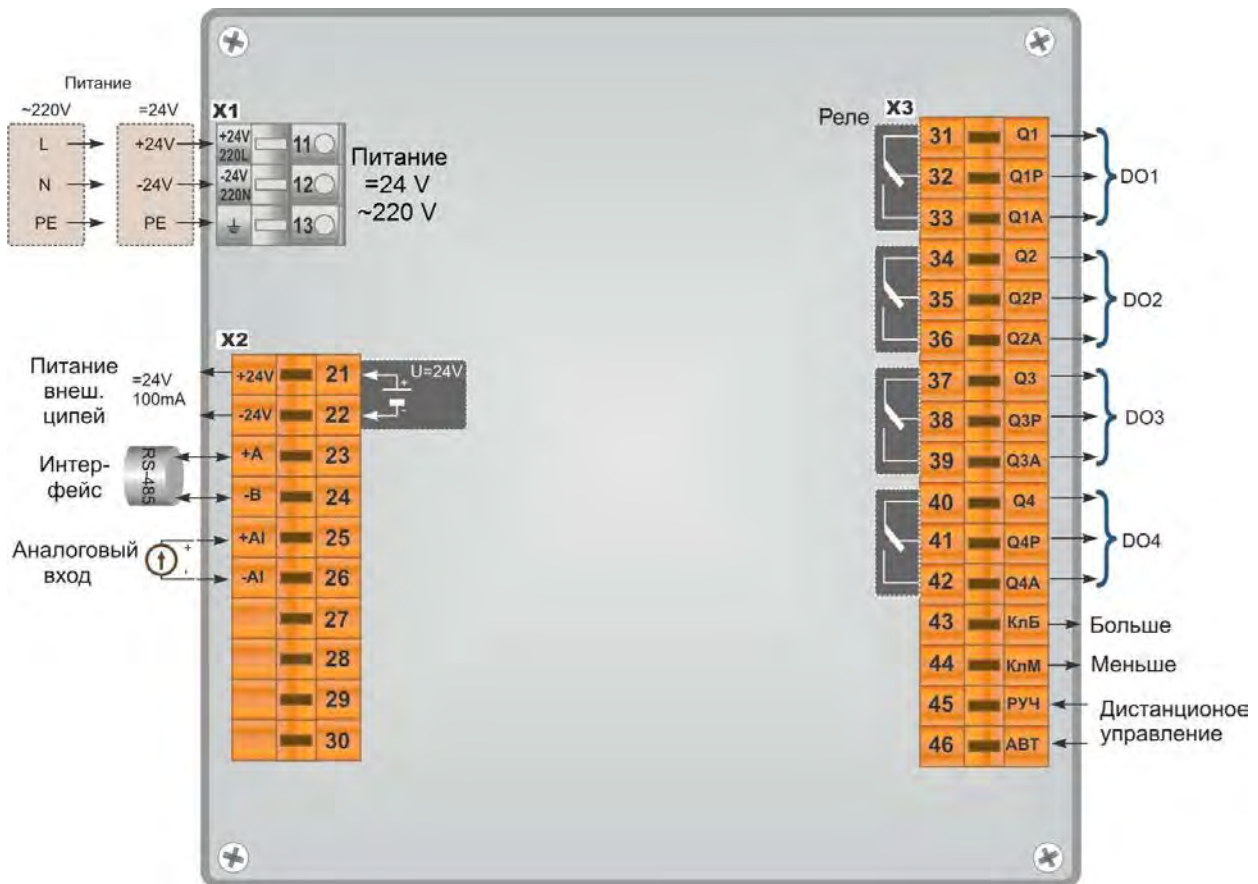 Питание
~220V
=24V
L
+24V
N
-24V
PE
PE
X1
+24V
220L
11
-24V
220N
12
13
Питание
=24 V
~220 V
X2
Питание
внеш.
ципей
=24V
100mA
+24V
21
-24V
22
U=24V
+
-
Интер-
фейс
RS-485
+A
23
-B
24
Аналоговый
вход
+
-
+AI
25
-AI
26
27
28
29
30
Реле
X3
31
Q1
32
Q1P
33
Q1A
DO1
34
Q2
35
Q2P
36
Q2A
DO2
37
Q3
38
Q3P
39
Q3A
DO3
40
Q4
41
Q4P
42
Q4A
DO4
43
КлБ
Больше
44
КлМ
Меньше
45
РУЧ
46
АВТ
Дистанционое
управление